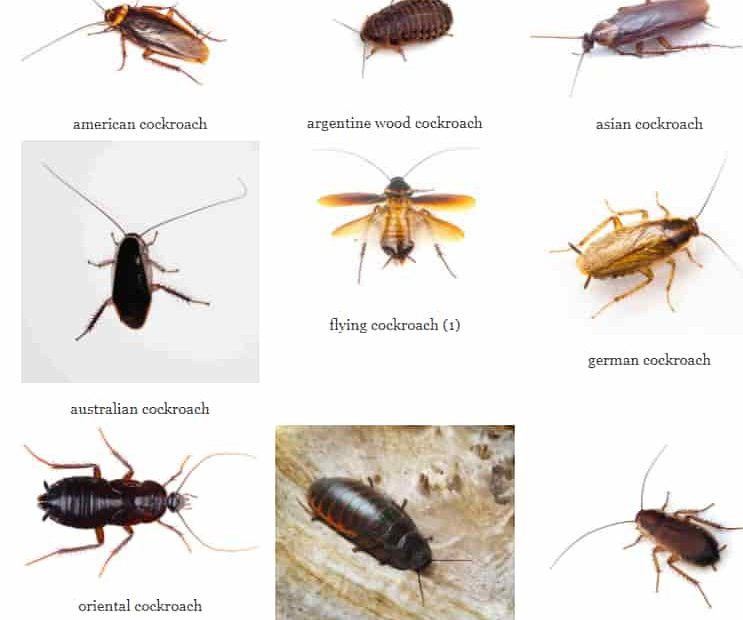 american cockroach
argentine wood cockroach
asian cockroach
flying cockroach (1)
german cockroach
australian cockroach
oriental cockroach